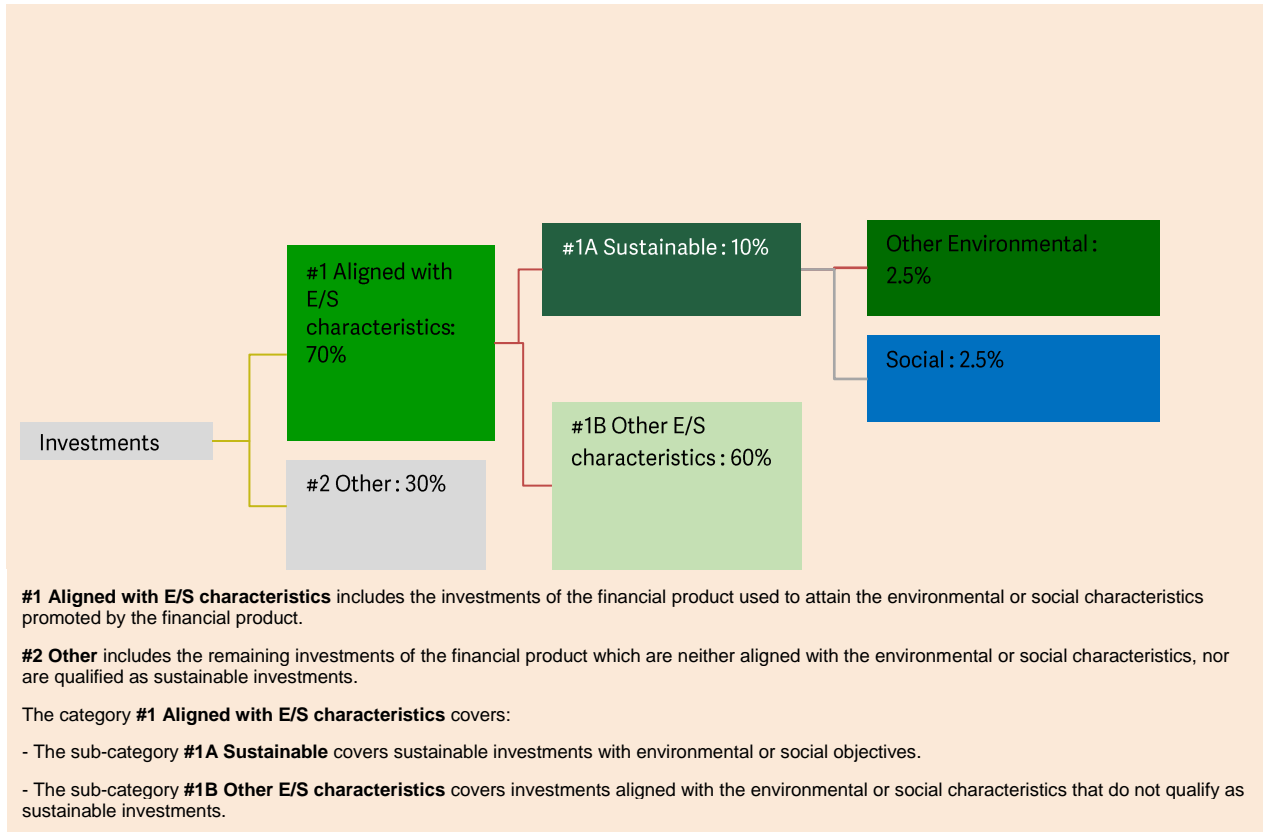 #1A Sustainable : 10%
Other Environmental :
2.5%
#1 Aligned with
E/S
characteristics:
70%
Social : 2.5%
#1B Other E/S
characteristics : 60%
Investments
#2 Other : 30%
#1 Aligned with E/S characteristics includes the investments of the financial product used to attain the environmental or social characteristics
promoted by the financial product.
#2 Other includes the remaining investments of the financial product which are neither aligned with the environmental or social characteristics, nor
are qualified as sustainable investments.
The category #1 Aligned with E/S characteristics covers:
- The sub-category #1A Sustainable covers sustainable investments with environmental or social objectives.
- The sub-category #1B Other E/S characteristics covers investments aligned with the environmental or social characteristics that do not qualify as
sustainable investments.